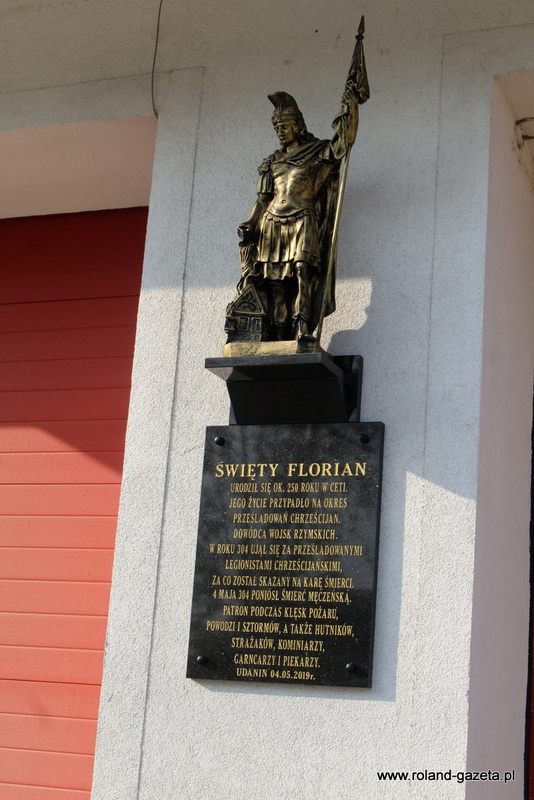 ŚWIĘTY FLORIAN
URODZIŁ SIĘ OK. 250 ROKU W CETI.
JEGO ŻYCIE PRZYPADŁO NA OKRES
PRZEŚLADOWAŃ CHRZEŚCIJAN.
DOWÓDCA WOJSK RZYMSKICH.
W ROKU 304 UJĄŁ SIĘ ZA PRZEŚLADOWANYMI
LEGIONISTAMI CHRZEŚCIJAŃSKIMI,
ZA CO ZOSTAŁ SKAZANY NA KARĘ ŚMIERCI.
4 MAJA 304 PONIÓSŁ ŚMIERĆ MĘCZEŃSKĄ.
PATRON PODCZAS KLĘSK POŻARU,
POWODZI I SZTORMÓW, A TAKŻE HUTNIKÓW,
STRAŻAKÓW, KOMINIARZY,
GARNCARZY I PIEKARZY.
UDANIN 04.05.2019r.
www.roland-gazeta.pl